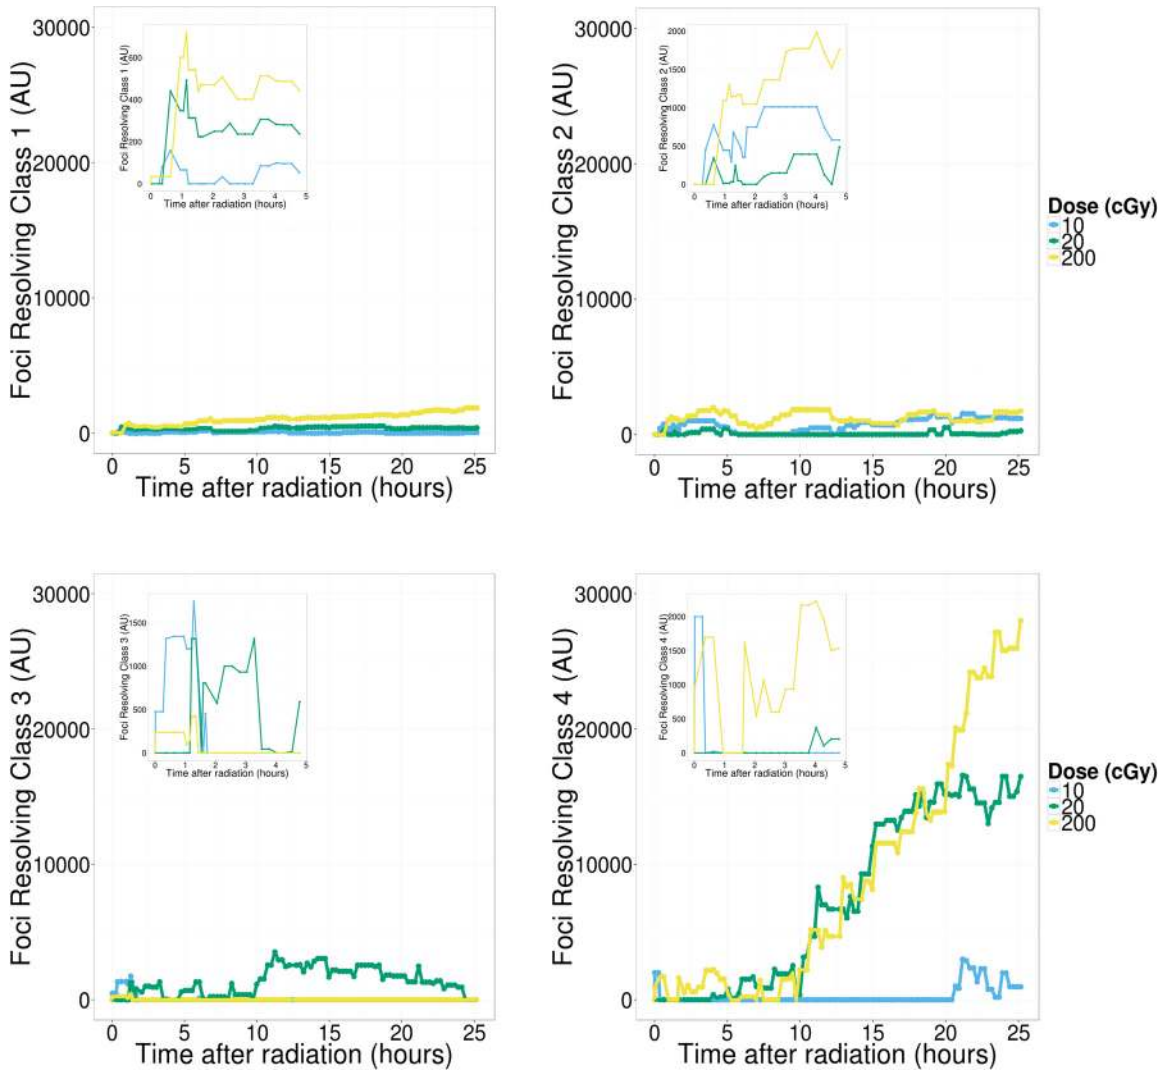 Foci Resolving Class 1 (AU)
30000
20000
10000
0
0 5 10 15 20 25
Time after radiation (hours)
Foci Resolving Class 1 (AU)
600
400
200
0
0 1 2 3 4 5
Time after radiation (hours)
Foci Resolving Class 2 (AU)
30000
20000
10000
0
0 5 10 15 20 25
Time after radiation (hours)
Foci Resolving Class 2 (AU)
2000
1500
1000
500
0
0 1 2 3 4 5
Time after radiation (hours)
Dose (cGy)
10
20
200
Foci Resolving Class 3 (AU)
30000
20000
10000
0
0 5 10 15 20 25
Time after radiation (hours)
Foci Resolving Class 3 (AU)
1500
1000
500
0
0 1 2 3 4 5
Time after radiation (hours)
Foci Resolving Class 4 (AU)
30000
20000
10000
0
0 5 10 15 20 25
Time after radiation (hours)
Foci Resolving Class 4 (AU)
2000
1500
1000
500
0
0 1 2 3 4 5
Time after radiation (hours)
Dose (cGy)
10
20
200